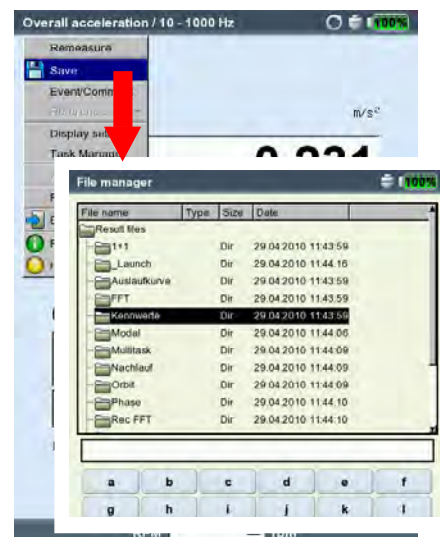 Overall acceleration / 10 - 1000 Hz 100%
Remeasure
Save
Event/Comm
m/s²
Display se
Task Manag
File manager 100%
File name Type Size Date
Result files
1+1 Dir 29.04.2010 11:43:59
_Launch Dir 29.04.2010 11:44:16
Auslaufkurve Dir 29.04.2010 11:43:59
FFT Dir 29.04.2010 11:43:59
Kennwerte Dir 29.04.2010 11:43:59
Modal Dir 29.04.2010 11:44:06
Multitask Dir 29.04.2010 11:44:09
Nachlauf Dir 29.04.2010 11:44:09
Orbit Dir 29.04.2010 11:44:09
Phase Dir 29.04.2010 11:44:10
Rec FFT Dir 29.04.2010 11:44:10
a b c d e f
g h i j k l